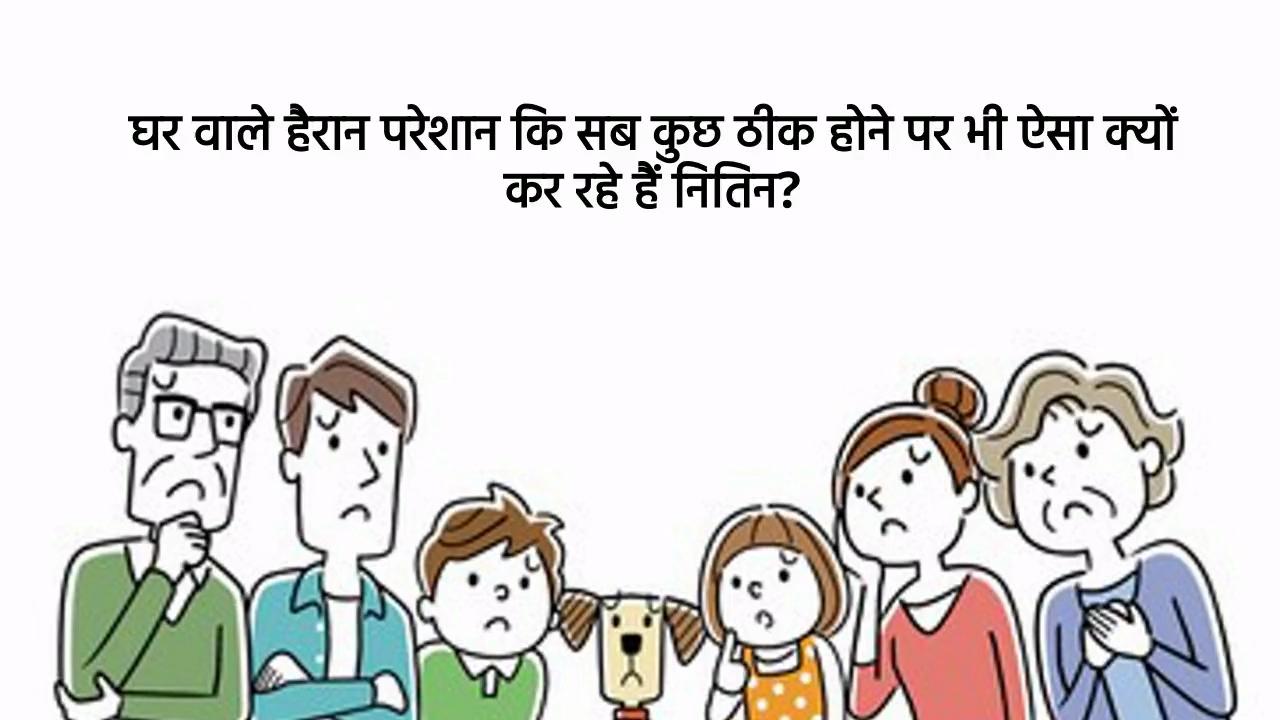 घर वाले हैरान परेशान कि सब कुछ ठीक होने पर भी ऐसा क्यों
कर रहे हैं नितिन?